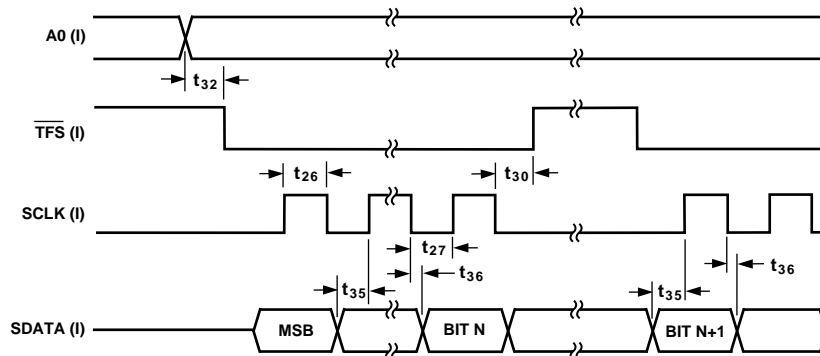 A0 (I)
t32
TFS (I)
t26
t30
SCLK (I)
t27
t36
t36
t35
t35
SDATA (I)
MSB
BIT N
BIT N+1